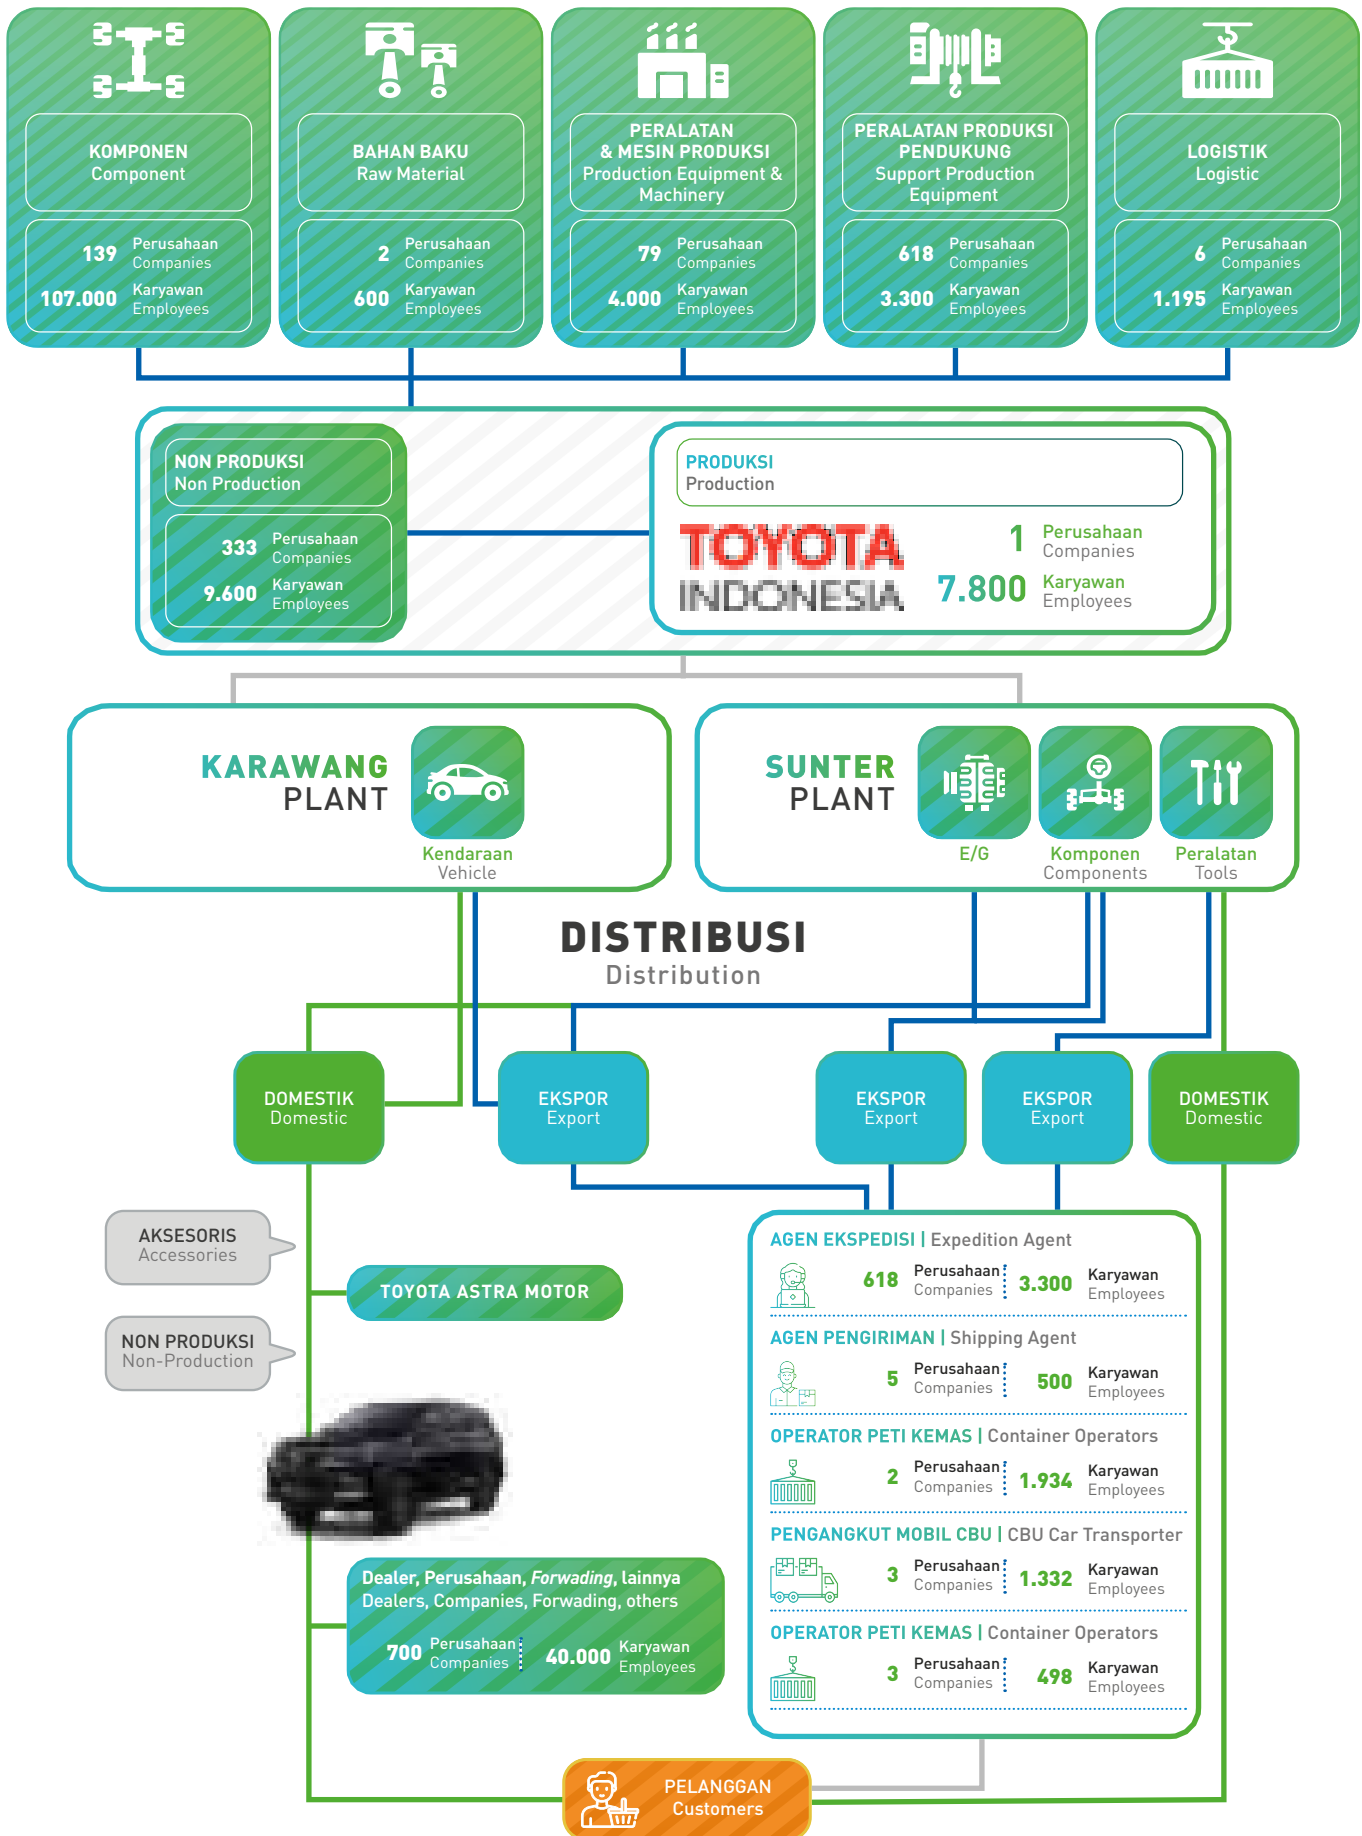 KOMPONEN
Component
139 Perusahaan
Companies
107.000 Karyawan
Employees
BAHAN BAKU
Raw Material
2 Perusahaan
Companies
600 Karyawan
Employees
PERALATAN
& MESIN PRODUKSI
Production Equipment &
Machinery
79 Perusahaan
Companies
4.000 Karyawan
Employees
PERALATAN PRODUKSI
PENDUKUNG
Support Production
Equipment
618 Perusahaan
Companies
3.300 Karyawan
Employees
LOGISTIK
Logistic
6 Perusahaan
Companies
1.195 Karyawan
Employees
NON PRODUKSI
Non Production
333 Perusahaan
Companies
9.600 Karyawan
Employees
PRODUKSI
Production
TOYOTA
INDONESIA
1 Perusahaan
Companies
7.800 Karyawan
Employees
KARAWANG
PLANT
Kendaraan
Vehicle
SUNTER
PLANT
E/G
Komponen
Components
Peralatan
Tools
DISTRIBUSI
Distribution
DOMESTIK
Domestic
EKSPOR
Export
EKSPOR
Export
EKSPOR
Export
DOMESTIK
Domestic
AKSESORIS
Accessories
TOYOTA ASTRA MOTOR
NON PRODUKSI
Non-Production
Dealer, Perusahaan, Forwading, lainnya
Dealers, Companies, Forwading, others
700 Perusahaan
Companies
40.000 Karyawan
Employees
AGEN EKSPEDISI | Expedition Agent
618 Perusahaan
Companies
3.300 Karyawan
Employees
AGEN PENGIRIMAN | Shipping Agent
5 Perusahaan
Companies
500 Karyawan
Employees
OPERATOR PETI KEMAS | Container Operators
2 Perusahaan
Companies
1.934 Karyawan
Employees
PENGANGKUT MOBIL CBU | CBU Car Transporter
3 Perusahaan
Companies
1.332 Karyawan
Employees
OPERATOR PETI KEMAS | Container Operators
3 Perusahaan
Companies
498 Karyawan
Employees
PELANGGAN
Customers